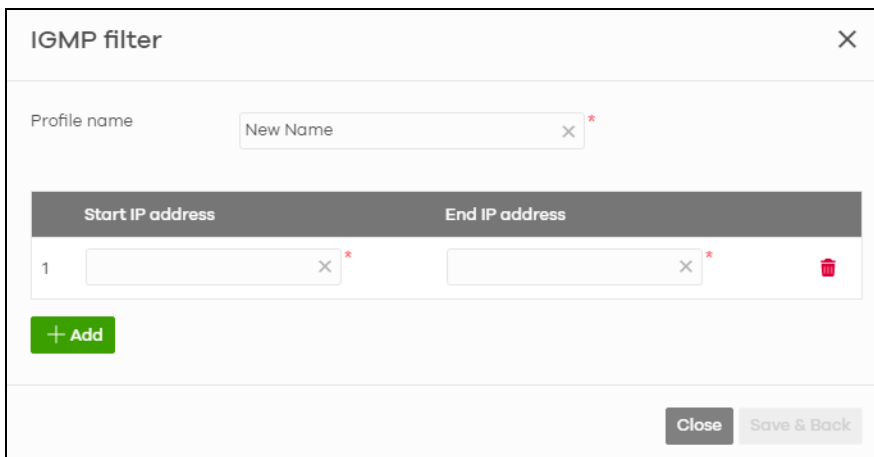 IGMP filter
Profile name New Name *
Start IP address End IP address
1 * *
+ Add
Close Save & Back